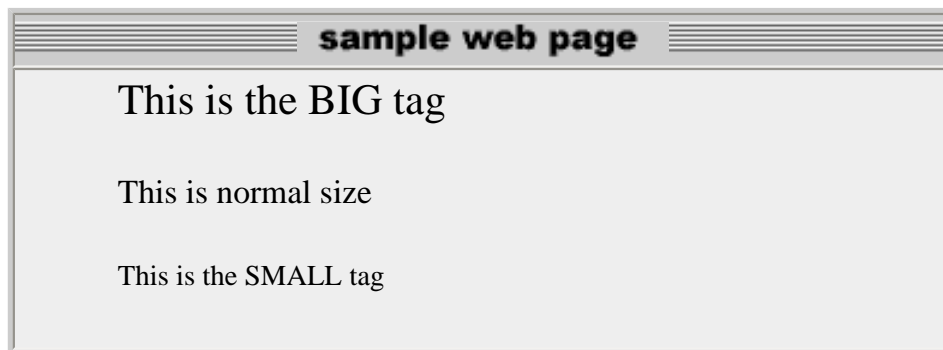 sample web page
This is the BIG tag
This is normal size
This is the SMALL tag